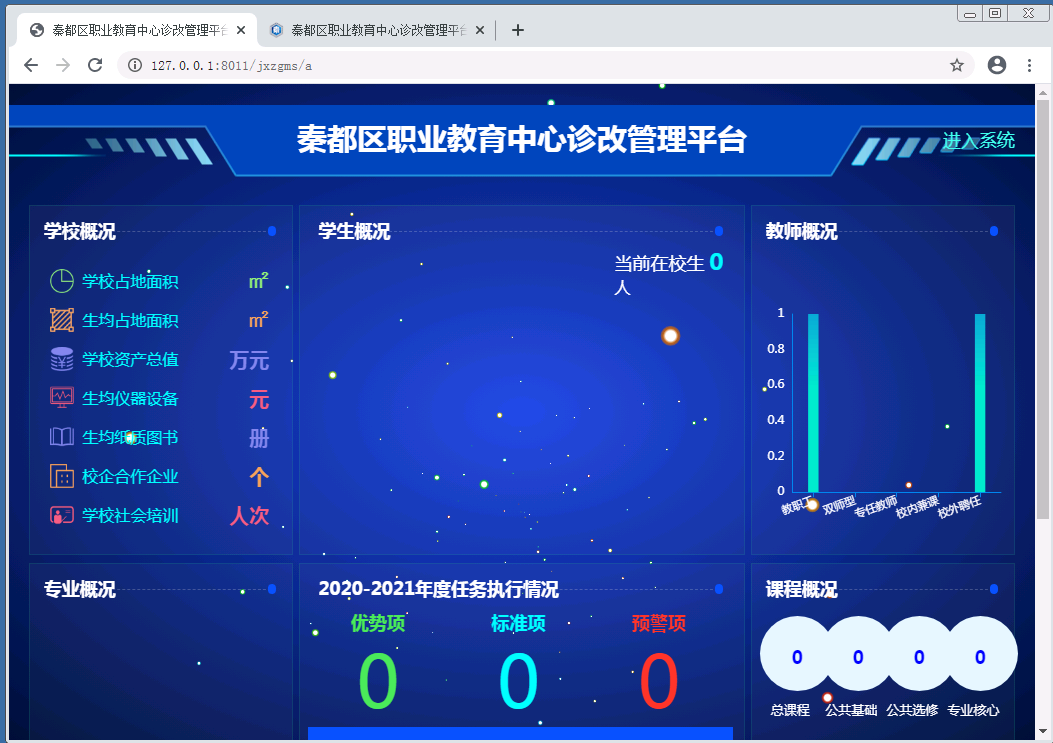 秦都区职业教育中心诊改管理平台
秦都区职业教育中心诊改管理平台
127.0.0.1:8011/jxzgms/a
秦都区职业教育中心诊改管理平台
进入系统
学校概况
学校占地面积 m²
生均占地面积 m²
学校资产总值 万元
生均仪器设备 元
生均纸质图书 册
校企合作企业 个
学校社会培训 人次
学生概况
当前在校生 0
人
教师概况
1
0.8
0.6
0.4
0.2
0
教职工 双师型 专任教师 校内兼课 校外聘任
专业概况
2020-2021年度任务执行情况
优势项 标准项 预警项
0 0 0
课程概况
0 0 0 0
总课程 公共基础 公共选修 专业核心